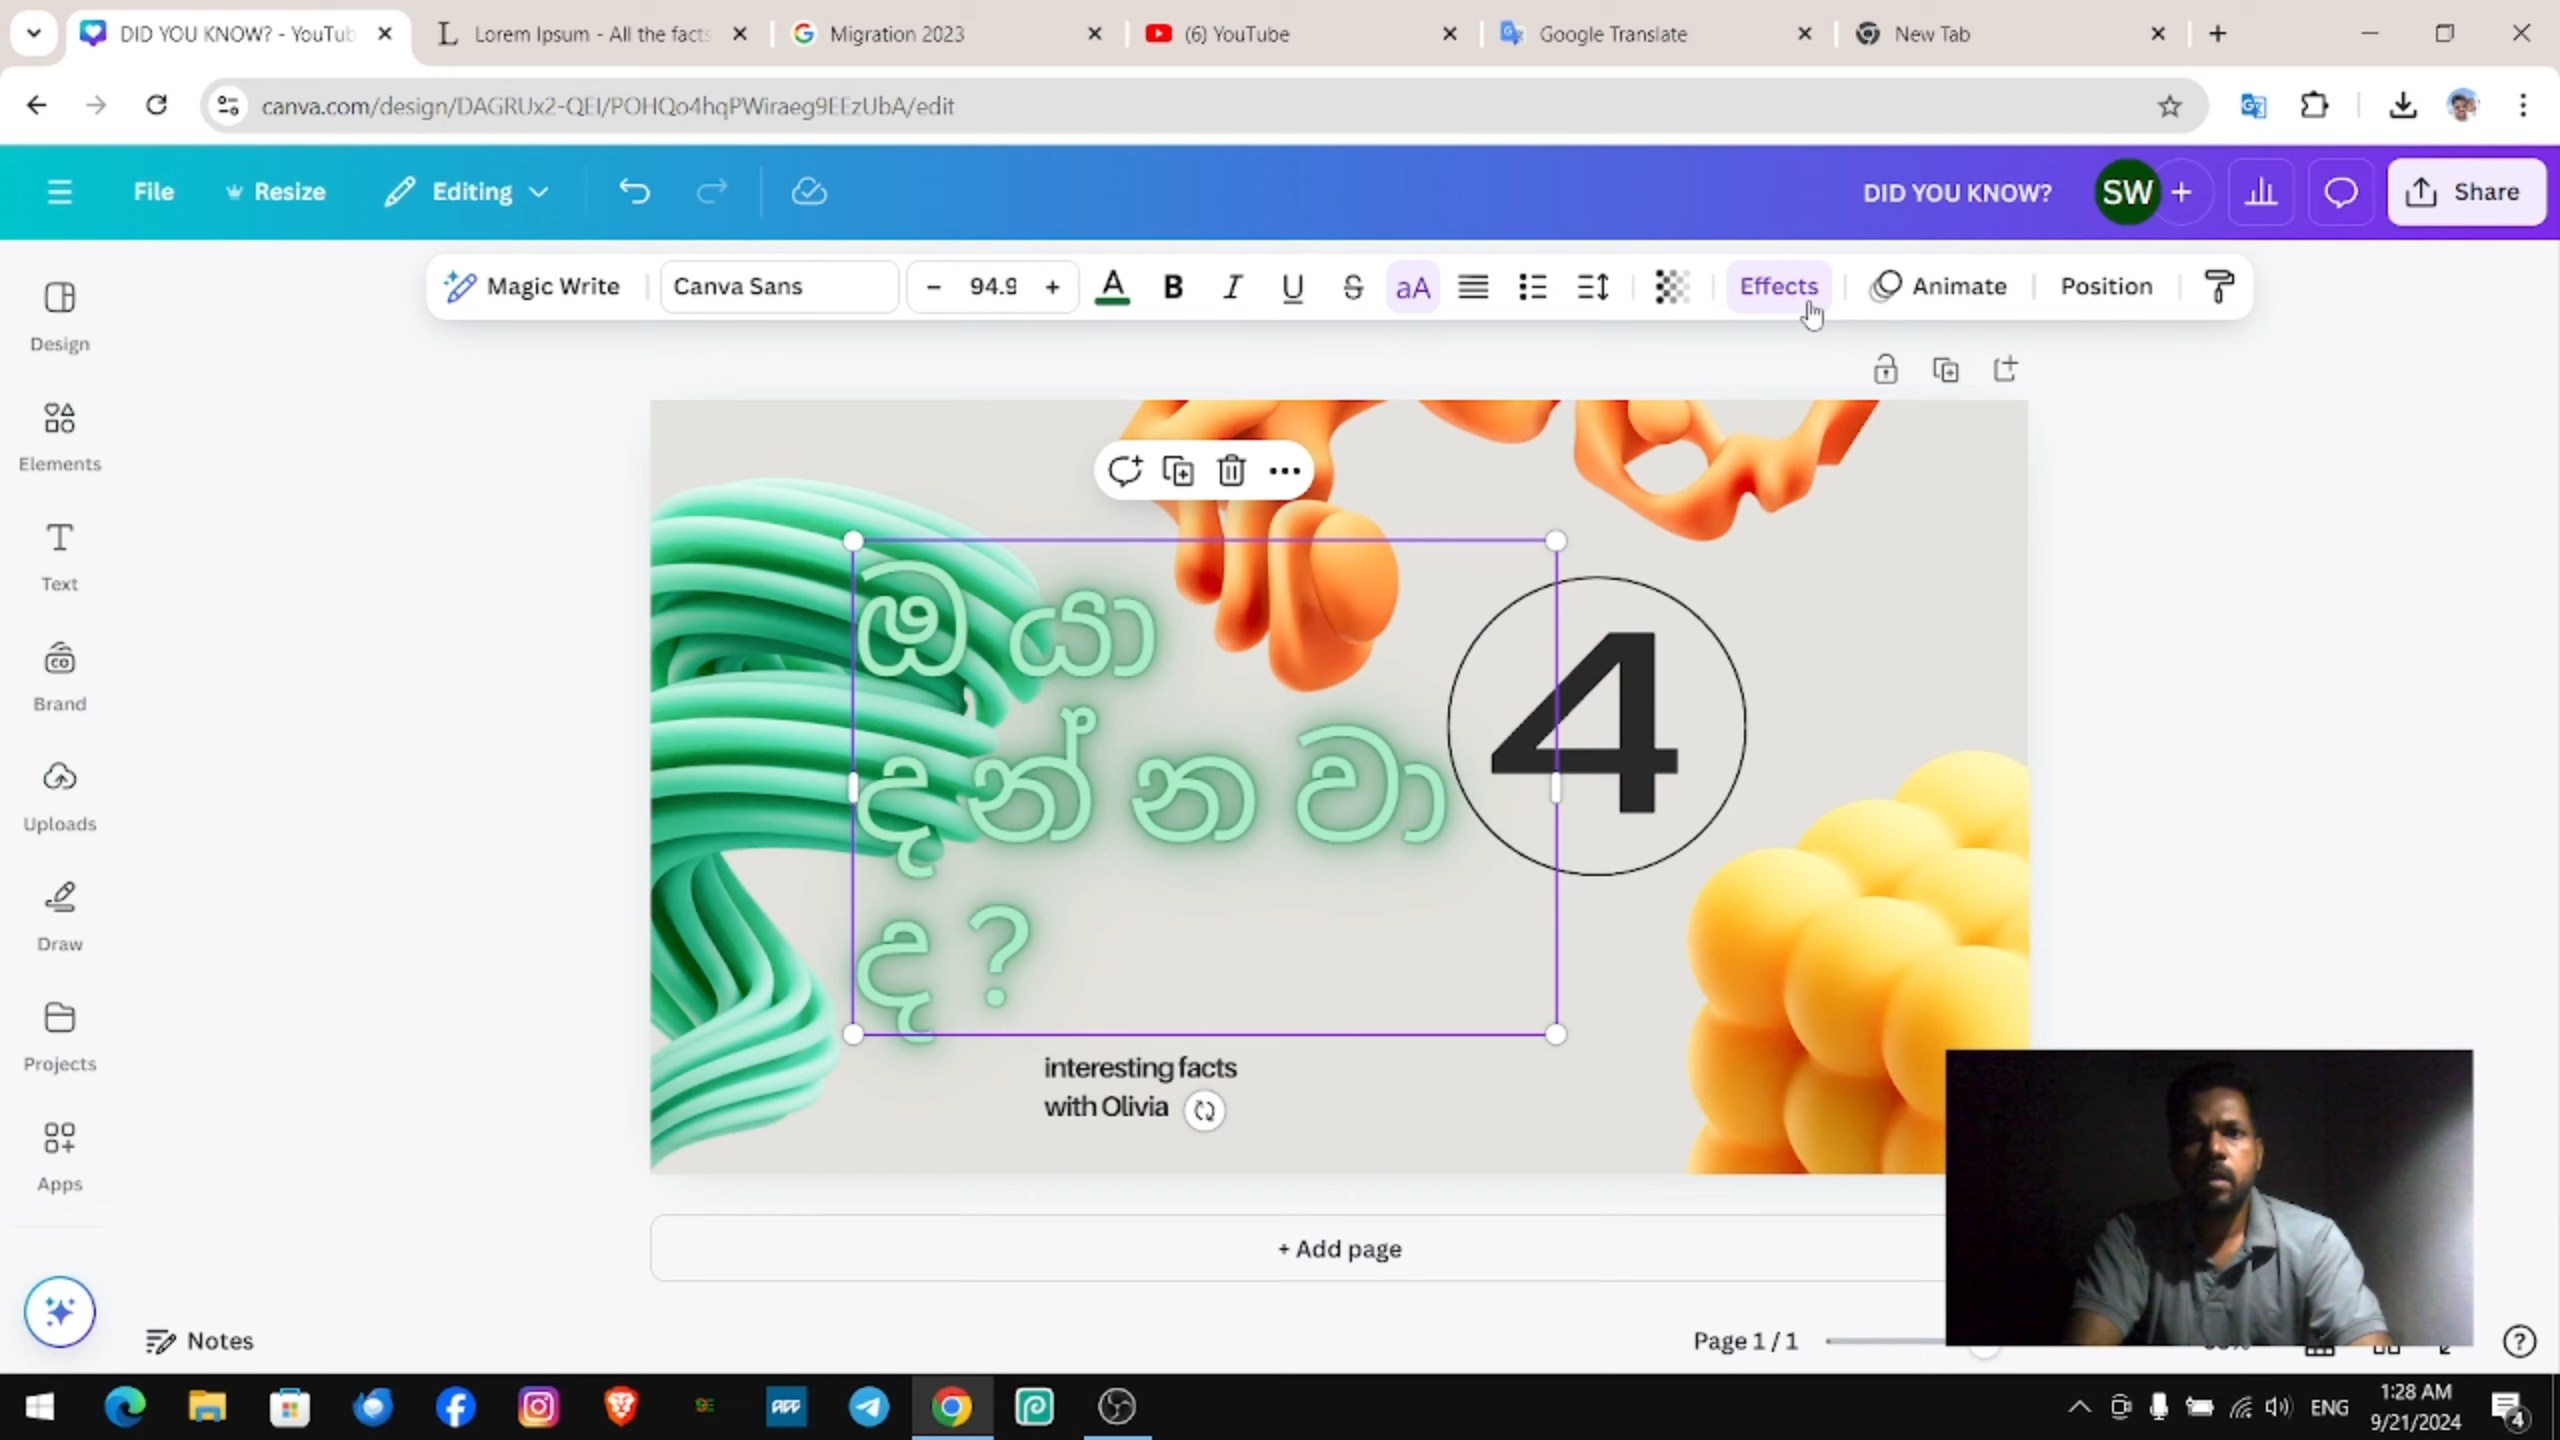 DID YOU KNOW? - YouTub
Lorem Ipsum - All the facts
Migration 2023
(6) YouTube
Google Translate
New Tab
canva.com/design/DAGRUx2-QEI/POHQo4hqPWiraeg9EEzUbA/edit
File
Resize
Editing
DID YOU KNOW?
SW
Share
Magic Write
Canva Sans
94.9
A
B
I
U
S
aA
Effects
Animate
Position
Design
Elements
Text
Brand
Uploads
Draw
Projects
Apps
ඔ යා
ද න් න වා
ද ?
4
interesting facts
with Olivia
+ Add page
Notes
Page 1 / 1
ENG
1:28 AM
9/21/2024
4